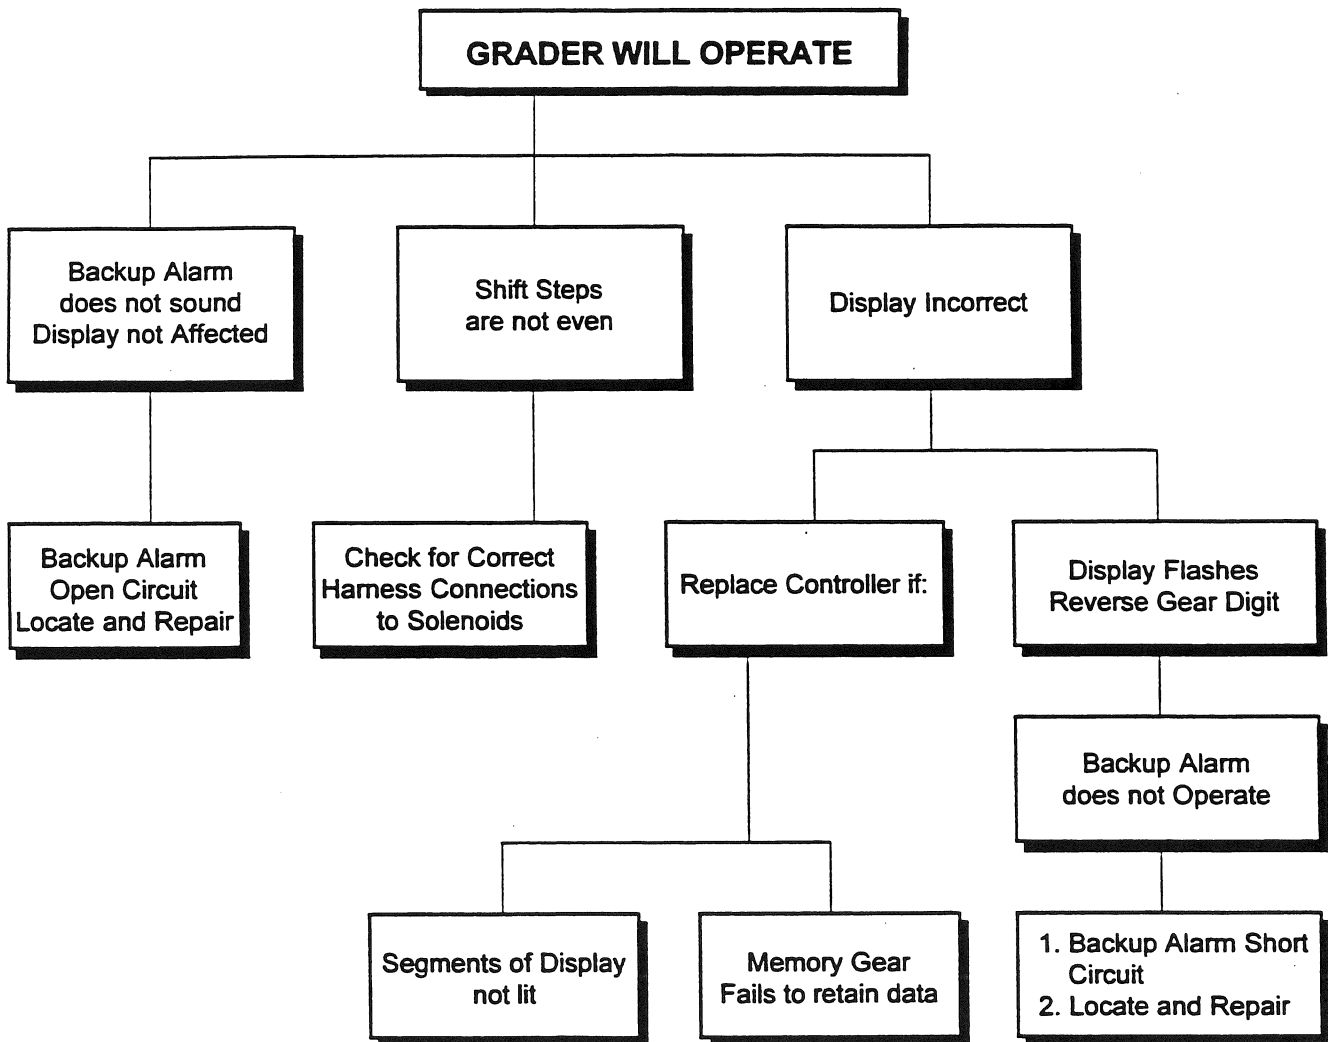 GRADER WILL OPERATE
Backup Alarm
does not sound
Display not Affected
Shift Steps
are not even
Display Incorrect
Backup Alarm
Open Circuit
Locate and Repair
Check for Correct
Harness Connections
to Solenoids
Replace Controller if:
Display Flashes
Reverse Gear Digit
Backup Alarm
does not Operate
Segments of Display
not lit
Memory Gear
Fails to retain data
1. Backup Alarm Short
Circuit
2. Locate and Repair